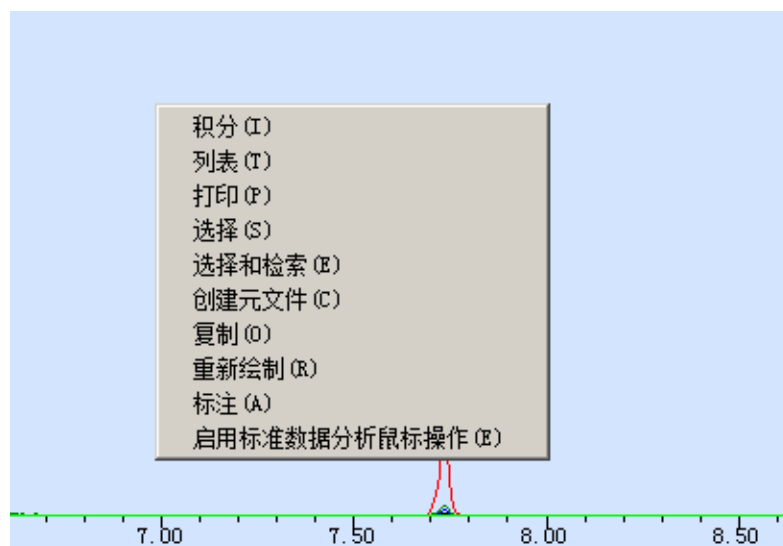 积分(I)
列表(T)
打印(P)
选择(S)
选择和检索(E)
创建元文件(C)
复制(O)
重新绘制(R)
标注(A)
启用标准数据分析鼠标操作(E)
7.00 7.50 8.00 8.50